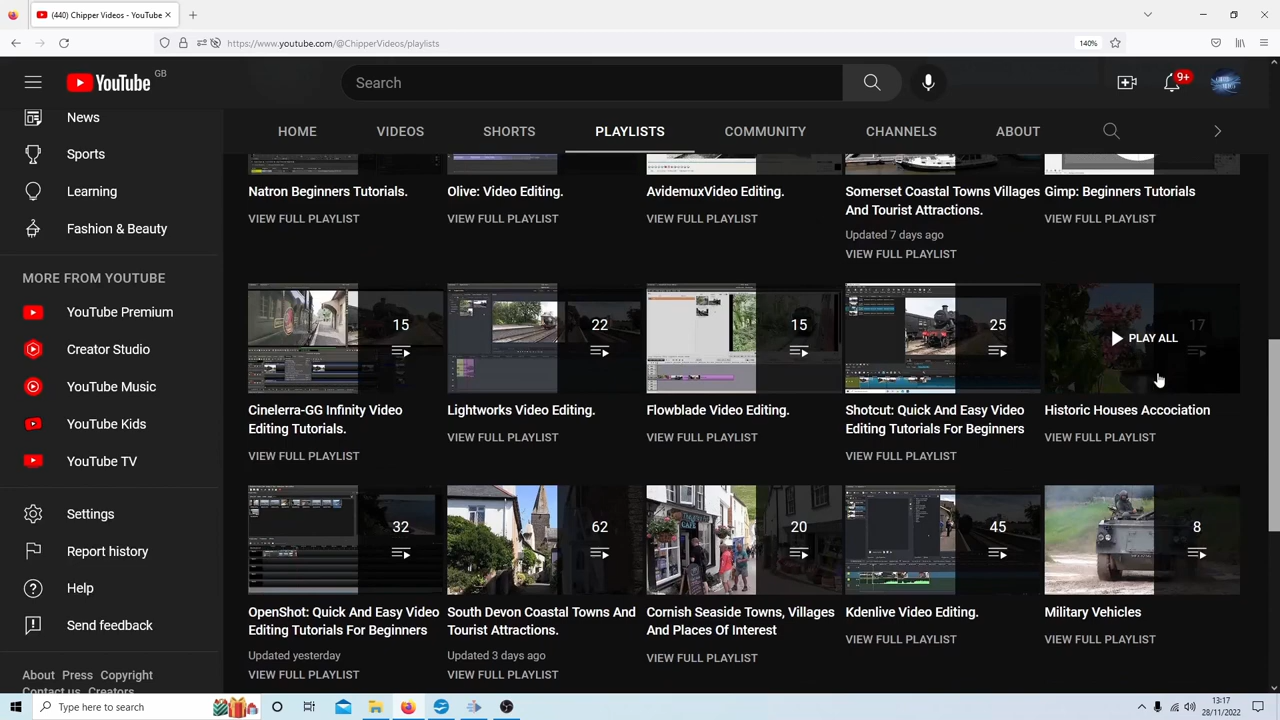 (440) Chipper Videos - YouTube
https://www.youtube.com/@ChipperVideos/playlists
140%
YouTube GB
Search
9+
HOME
VIDEOS
SHORTS
PLAYLISTS
COMMUNITY
CHANNELS
ABOUT
News
Sports
Learning
Fashion & Beauty
MORE FROM YOUTUBE
YouTube Premium
Creator Studio
YouTube Music
YouTube Kids
YouTube TV
Settings
Report history
Help
Send feedback
About Press Copyright
Contact us Creators
Natron Beginners Tutorials.
VIEW FULL PLAYLIST
Olive: Video Editing.
VIEW FULL PLAYLIST
AvidemuxVideo Editing.
VIEW FULL PLAYLIST
Somerset Coastal Towns Villages
And Tourist Attractions.
Updated 7 days ago
VIEW FULL PLAYLIST
Gimp: Beginners Tutorials
VIEW FULL PLAYLIST
15
Cinelerra-GG Infinity Video
Editing Tutorials.
VIEW FULL PLAYLIST
22
Lightworks Video Editing.
VIEW FULL PLAYLIST
15
Flowblade Video Editing.
VIEW FULL PLAYLIST
25
Shotcut: Quick And Easy Video
Editing Tutorials For Beginners
VIEW FULL PLAYLIST
17
PLAY ALL
Historic Houses Accociation
VIEW FULL PLAYLIST
32
OpenShot: Quick And Easy Video
Editing Tutorials For Beginners
Updated yesterday
VIEW FULL PLAYLIST
62
South Devon Coastal Towns And
Tourist Attractions.
Updated 3 days ago
VIEW FULL PLAYLIST
20
Cornish Seaside Towns, Villages
And Places Of Interest
VIEW FULL PLAYLIST
45
Kdenlive Video Editing.
VIEW FULL PLAYLIST
8
Military Vehicles
VIEW FULL PLAYLIST
Type here to search
13:17
28/11/2022